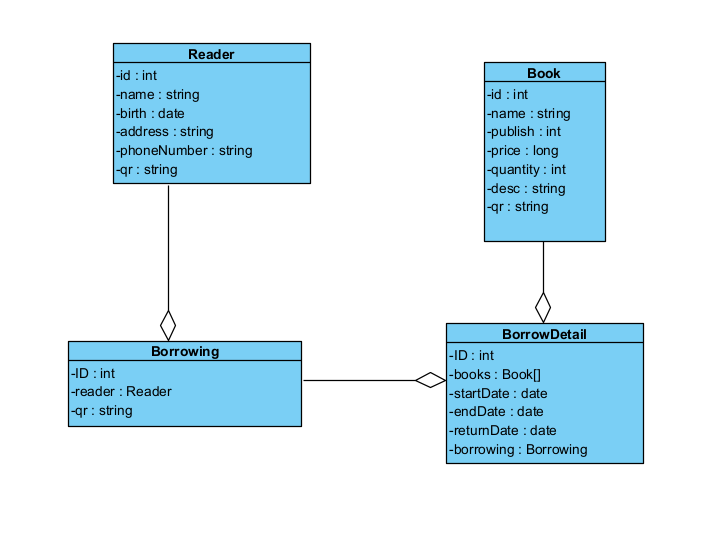 Reader
-id : int
-name : string
-birth : date
-address : string
-phoneNumber : string
-qr : string
Book
-id : int
-name : string
-publish : int
-price : long
-quantity : int
-desc : string
-qr : string
Borrowing
-ID : int
-reader : Reader
-qr : string
BorrowDetail
-ID : int
-books : Book[]
-startDate : date
-endDate : date
-returnDate : date
-borrowing : Borrowing